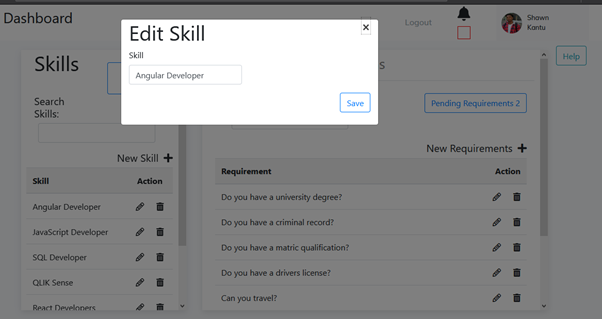 Dashboard
Logout
Shawn
Kantu
Help
Edit Skill
×
Skill
Angular Developer
Save
Skills
Search
Skills:
New Skill +
Skill Action
Angular Developer
JavaScript Developer
SQL Developer
QLIK Sense
React Developers
s
Pending Requirements 2
New Requirements +
Requirement Action
Do you have a university degree?
Do you have a criminal record?
Do you have a matric qualification?
Do you have a drivers license?
Can you travel?